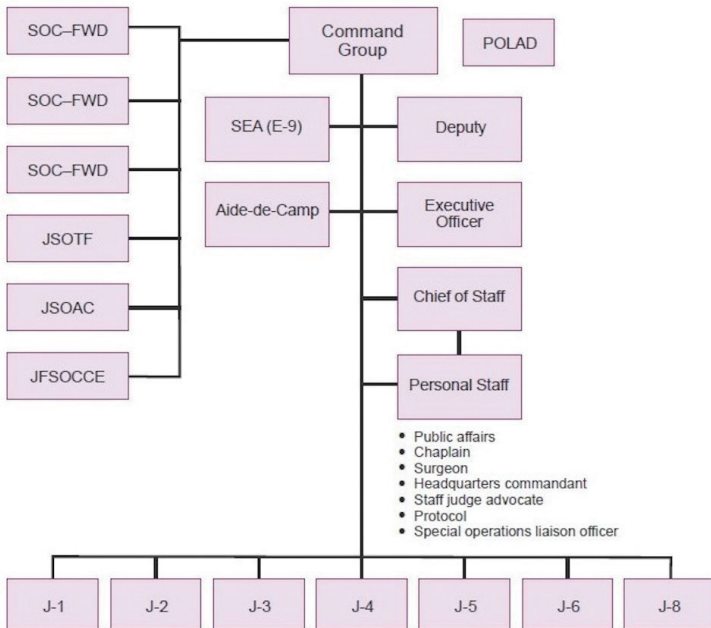 SOC–FWD
SOC–FWD
SOC–FWD
JSOTF
JSOAC
JFSOCCE
Command
Group
POLAD
SEA (E-9)
Deputy
Aide-de-Camp
Executive
Officer
Chief of Staff
Personal Staff
• Public affairs
• Chaplain
• Surgeon
• Headquarters commandant
• Staff judge advocate
• Protocol
• Special operations liaison officer
J-1
J-2
J-3
J-4
J-5
J-6
J-8